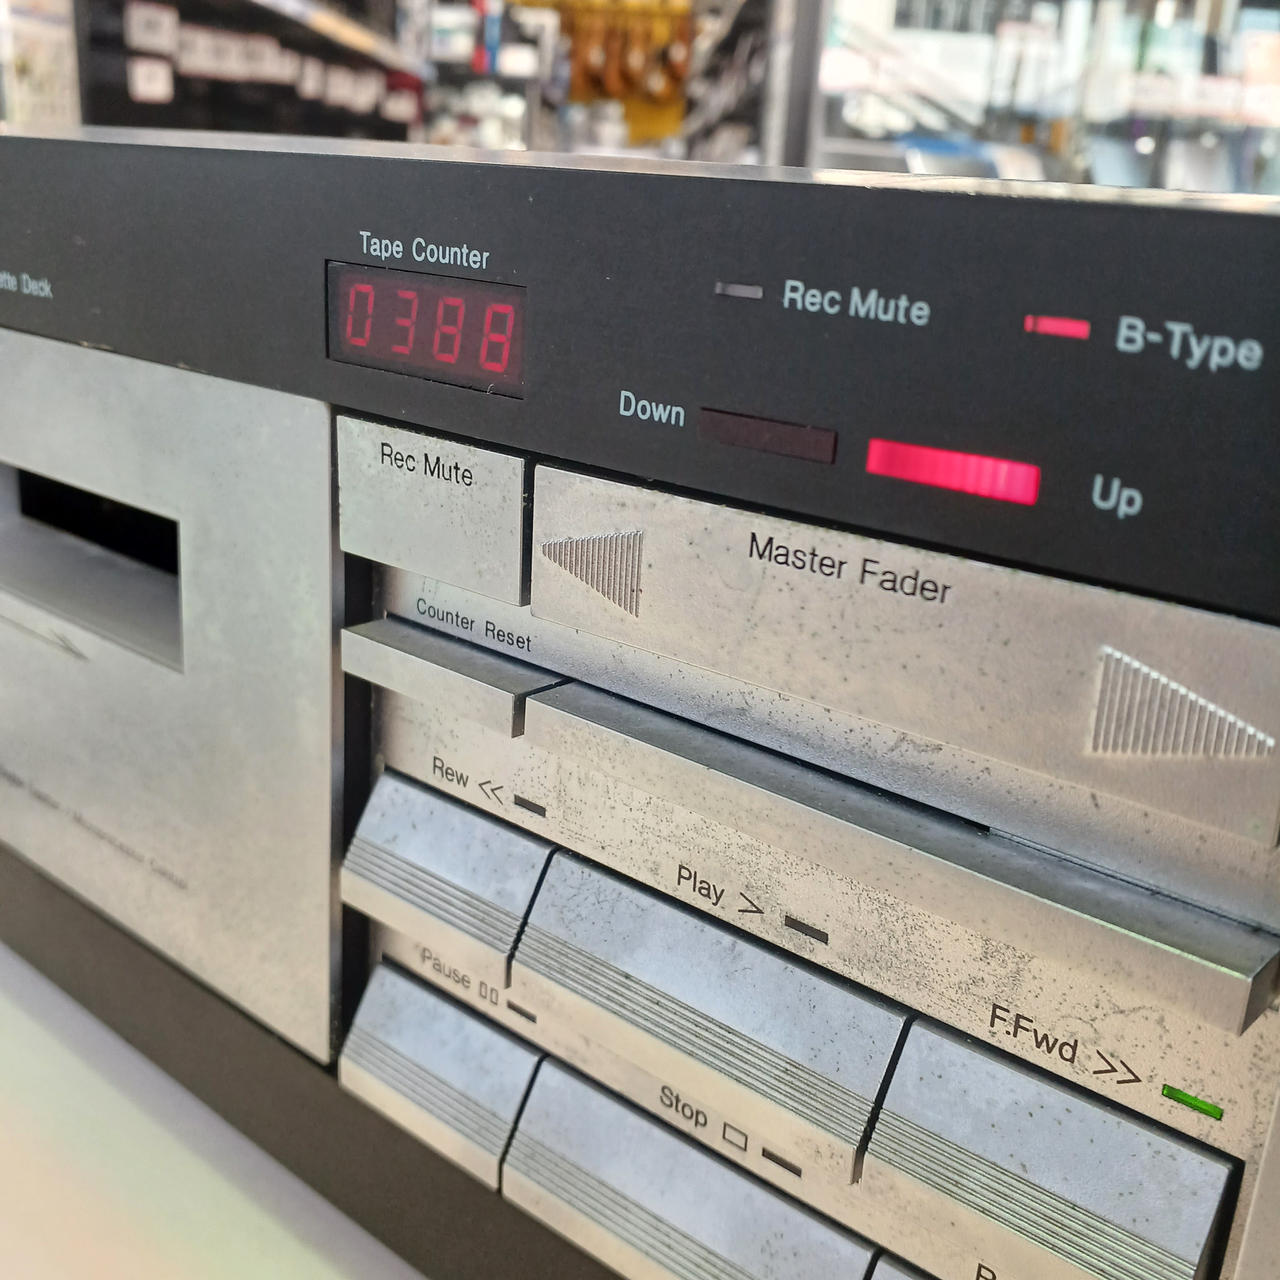 Tape Counter
Deck
0388
Rec Mute
B-Type
Down
Up
Rec Mute
Master Fader
Counter Reset
Rew <<
Play >
F.Fwd >>
Pause
Stop